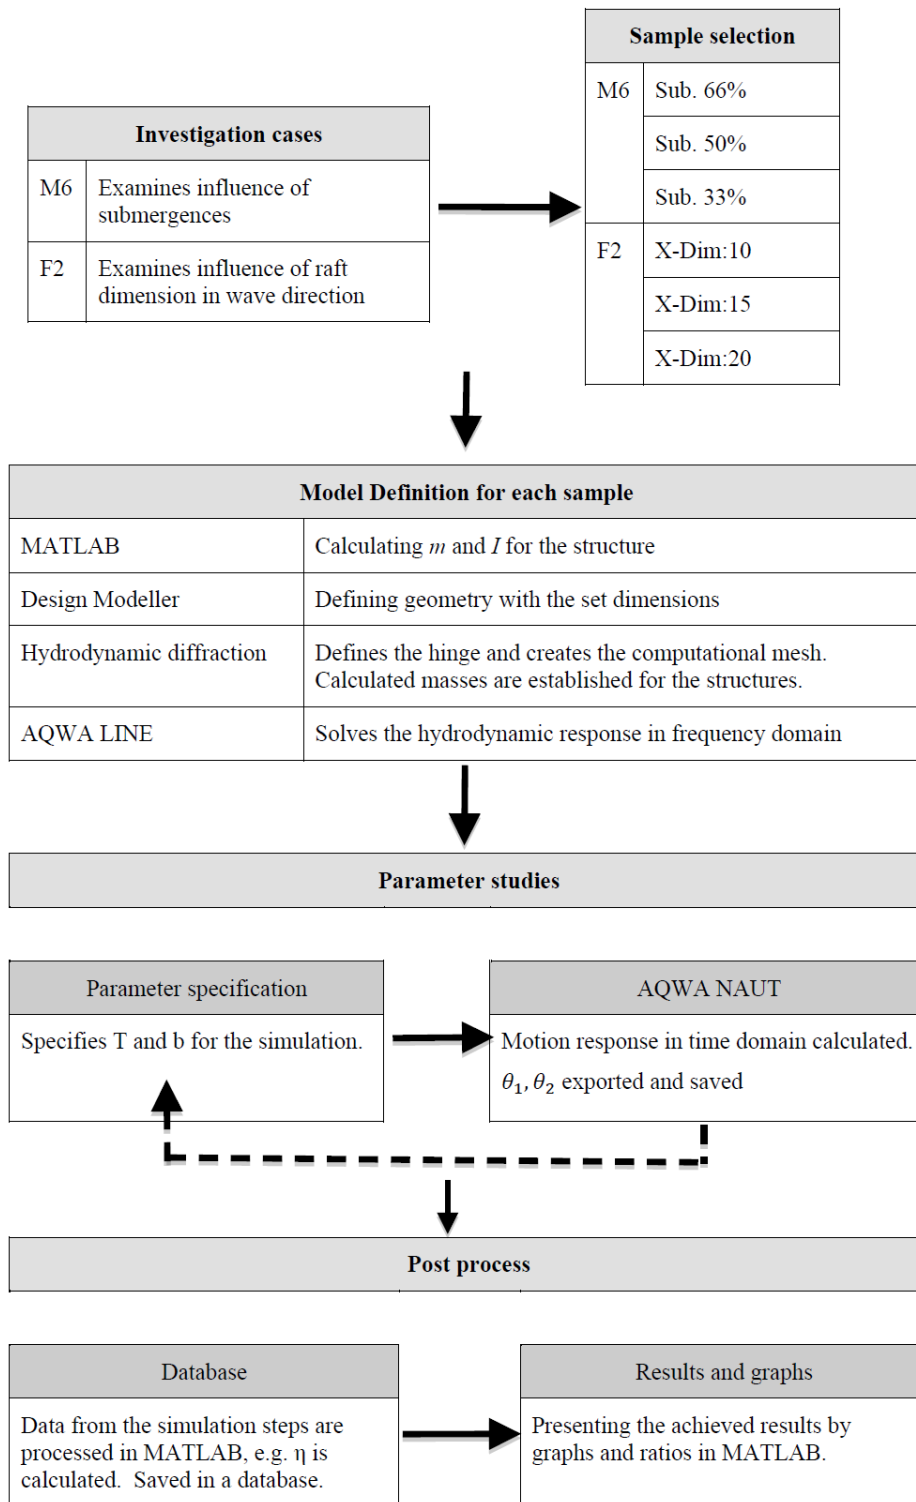 Investigation cases
M6 Examines influence of
submergences
F2 Examines influence of raft
dimension in wave direction
Sample selection
M6 Sub. 66%
Sub. 50%
Sub. 33%
F2 X-Dim:10
X-Dim:15
X-Dim:20
Model Definition for each sample
MATLAB Calculating m and I for the structure
Design Modeller Defining geometry with the set dimensions
Hydrodynamic diffraction Defines the hinge and creates the computational mesh.
Calculated masses are established for the structures.
AQWA LINE Solves the hydrodynamic response in frequency domain
Parameter studies
Parameter specification
Specifies T and b for the simulation.
AQWA NAUT
Motion response in time domain calculated.
θ₁, θ₂ exported and saved
Post process
Database
Data from the simulation steps are
processed in MATLAB, e.g. η is
calculated. Saved in a database.
Results and graphs
Presenting the achieved results by
graphs and ratios in MATLAB.